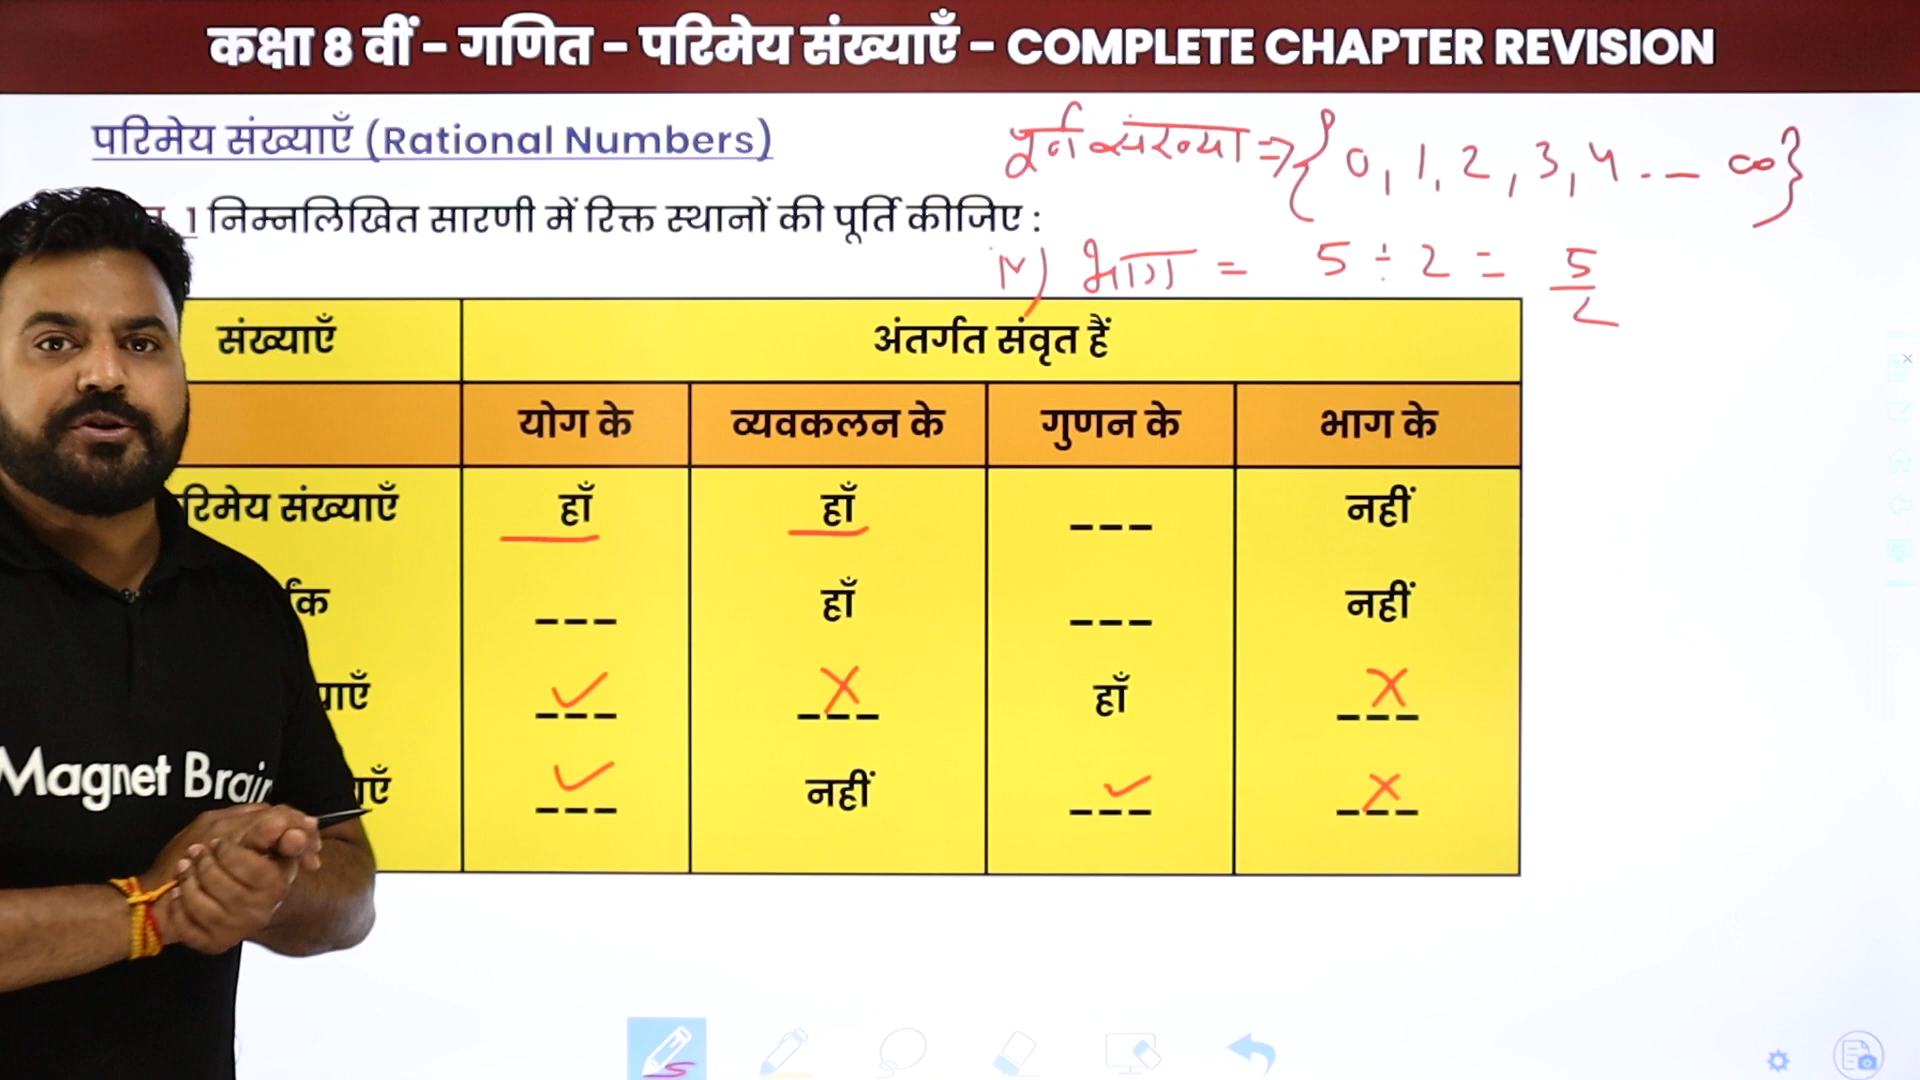 कक्षा 8 वीं – गणित – परिमेय संख्याएँ – COMPLETE CHAPTER REVISION
परिमेय संख्याएँ (Rational Numbers)
पूर्ण संख्या ⇒ { 0, 1, 2, 3, 4 . – – ∞ }
1 निम्नलिखित सारणी में रिक्त स्थानों की पूर्ति कीजिए :
भाग = 5 ÷ 2 = 5/2
संख्याएँ अंतर्गत संवृत हैं
योग के व्यवकलन के गुणन के भाग के
रिमेय संख्याएँ हाँ हाँ --- नहीं
--- हाँ --- नहीं
--- ✓ --- ✗ हाँ --- ✗
--- ✓ नहीं --- ✓ --- ✗
Magnet Brain